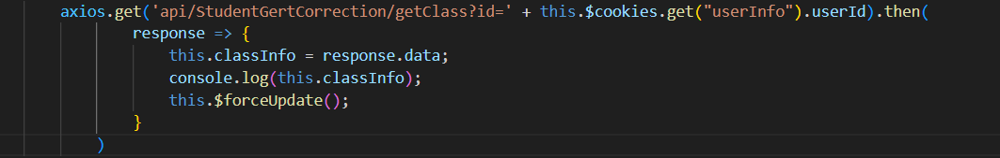 axios.get('api/StudentGertCorrection/getClass?id=' + this.$cookies.get("userInfo").userId).then(
response => {
this.classInfo = response.data;
console.log(this.classInfo);
this.$forceUpdate();
}
)